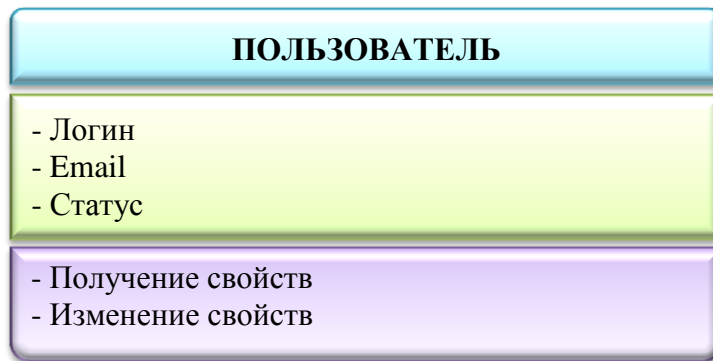 ПОЛЬЗОВАТЕЛЬ
- Логин
- Email
- Статус
- Получение свойств
- Изменение свойств